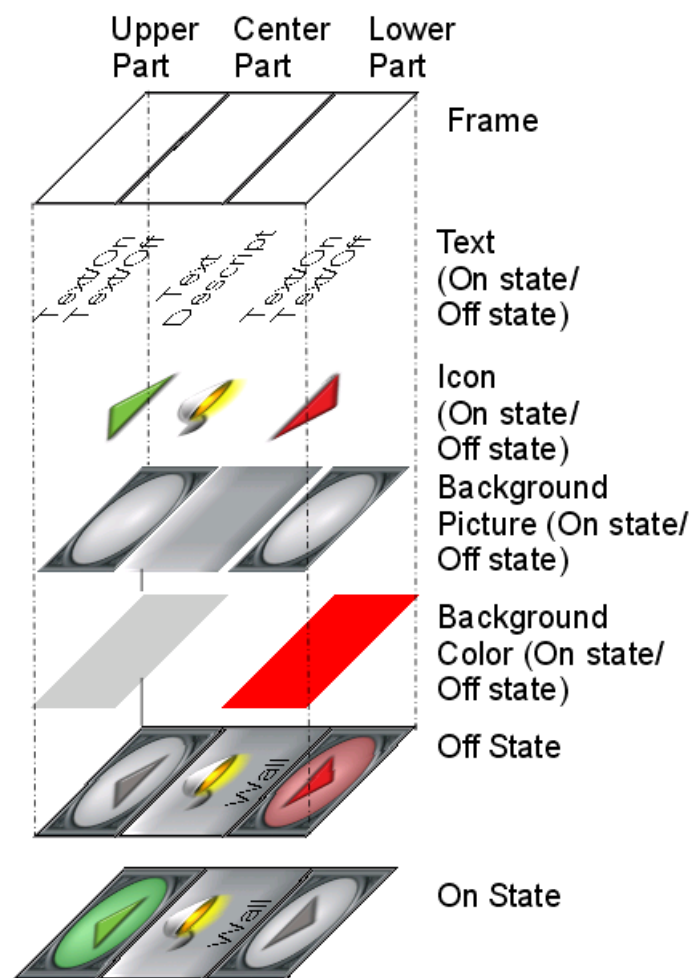 Upper Part
Center Part
Lower Part
Frame
TextOn
TextOff
Text
Descript
TextOn
TextOff
Text
(On state/
Off state)
Icon
(On state/
Off state)
Background
Picture (On state/
Off state)
Background
Color (On state/
Off state)
Wall
Off State
Wall
On State